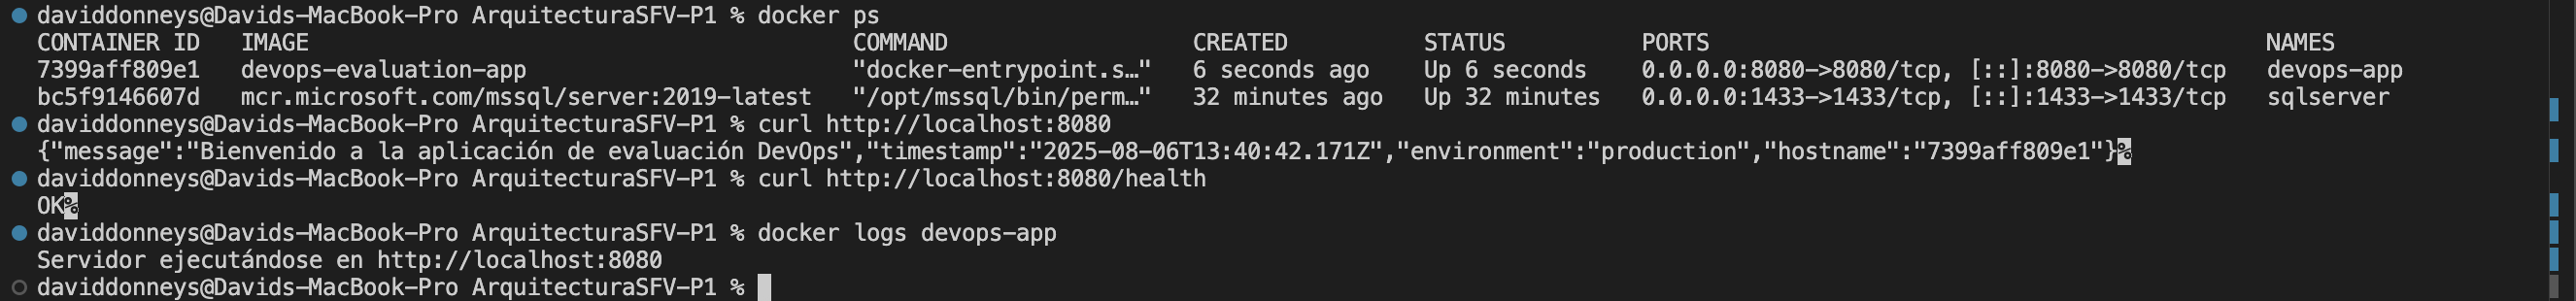 daviddonneys@Davids-MacBook-Pro ArquitecturaSFV-P1 % docker ps
CONTAINER ID   IMAGE                                        COMMAND                  CREATED          STATUS          PORTS                                         NAMES
7399aff809e1   devops-evaluation-app                        "docker-entrypoint.s…"   6 seconds ago    Up 6 seconds    0.0.0.0:8080->8080/tcp, [::]:8080->8080/tcp   devops-app
bc5f9146607d   mcr.microsoft.com/mssql/server:2019-latest   "/opt/mssql/bin/perm…"   32 minutes ago   Up 32 minutes   0.0.0.0:1433->1433/tcp, [::]:1433->1433/tcp   sqlserver
daviddonneys@Davids-MacBook-Pro ArquitecturaSFV-P1 % curl http://localhost:8080
{"message":"Bienvenido a la aplicación de evaluación DevOps","timestamp":"2025-08-06T13:40:42.171Z","environment":"production","hostname":"7399aff809e1"}%
daviddonneys@Davids-MacBook-Pro ArquitecturaSFV-P1 % curl http://localhost:8080/health
OK%
daviddonneys@Davids-MacBook-Pro ArquitecturaSFV-P1 % docker logs devops-app
Servidor ejecutándose en http://localhost:8080
daviddonneys@Davids-MacBook-Pro ArquitecturaSFV-P1 %